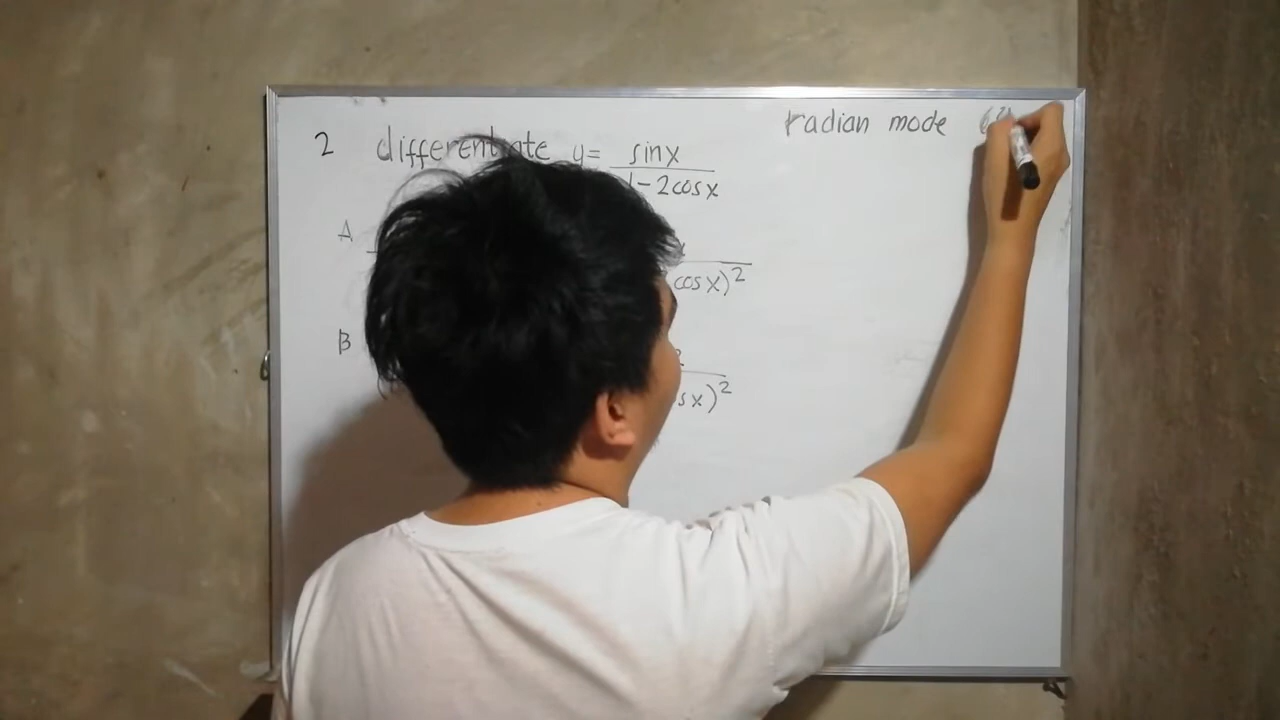 2 differentiate y = sinx
1-2cosx
radian mode
A
cosx)²
B
sx)²